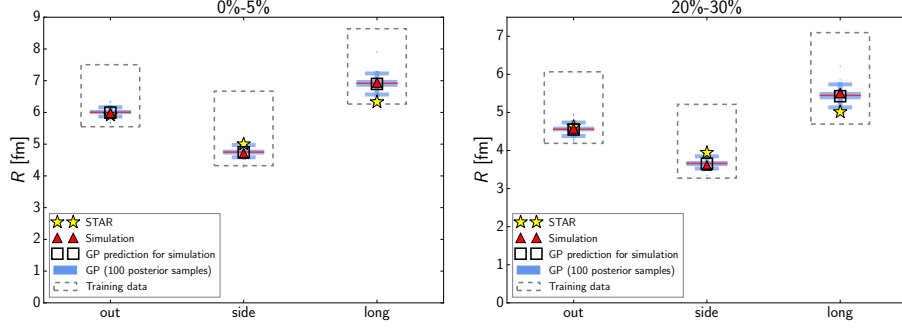 0%-5%
R [fm]
9
8
7
6
5
4
3
2
1
0
STAR
Simulation
GP prediction for simulation
GP (100 posterior samples)
Training data
out side long
20%-30%
R [fm]
7
6
5
4
3
2
1
0
STAR
Simulation
GP prediction for simulation
GP (100 posterior samples)
Training data
out side long